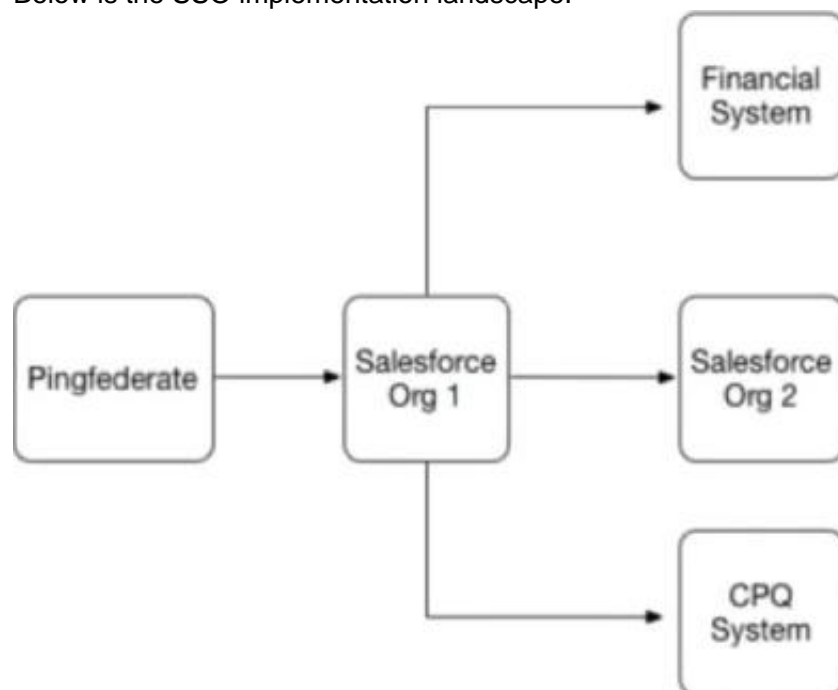 Below is the SSO implementation landscape.
Financial
System
Pingfederate
Salesforce
Org 1
Salesforce
Org 2
CPQ
System